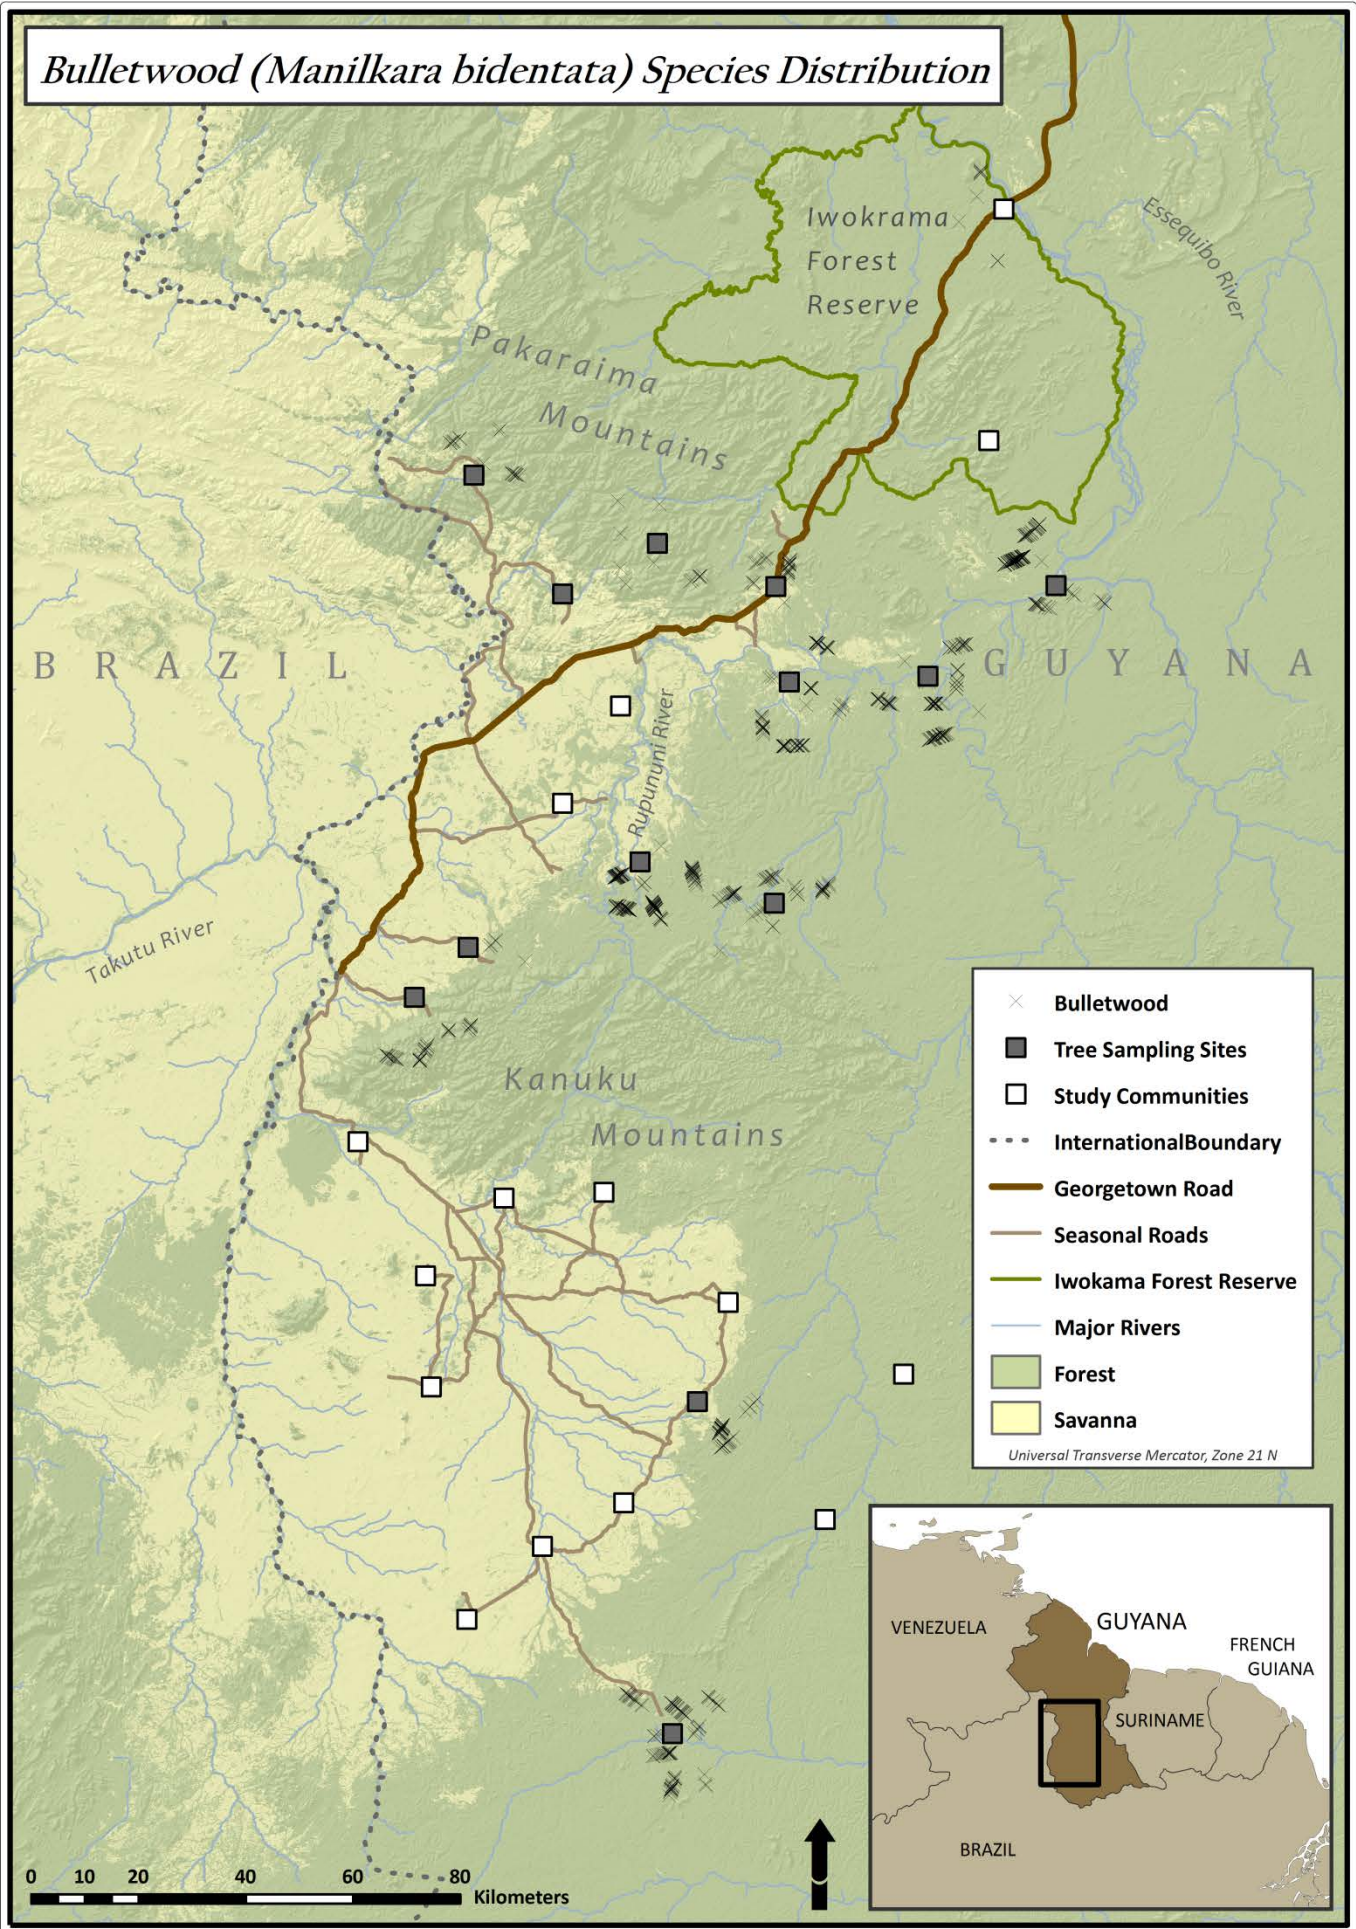 Bulletwood (Manilkara bidentata) Species Distribution
Iwokrama
Forest
Reserve
Essequibo River
Pakaraima
Mountains
BRAZIL
GUYANA
Rupununi River
Takutu River
Kanuku
Mountains
Bulletwood
Tree Sampling Sites
Study Communities
InternationalBoundary
Georgetown Road
Seasonal Roads
Iwokama Forest Reserve
Major Rivers
Forest
Savanna
Universal Transverse Mercator, Zone 21 N
VENEZUELA
GUYANA
FRENCH
GUIANA
SURINAME
BRAZIL
0 10 20 40 60 80
Kilometers